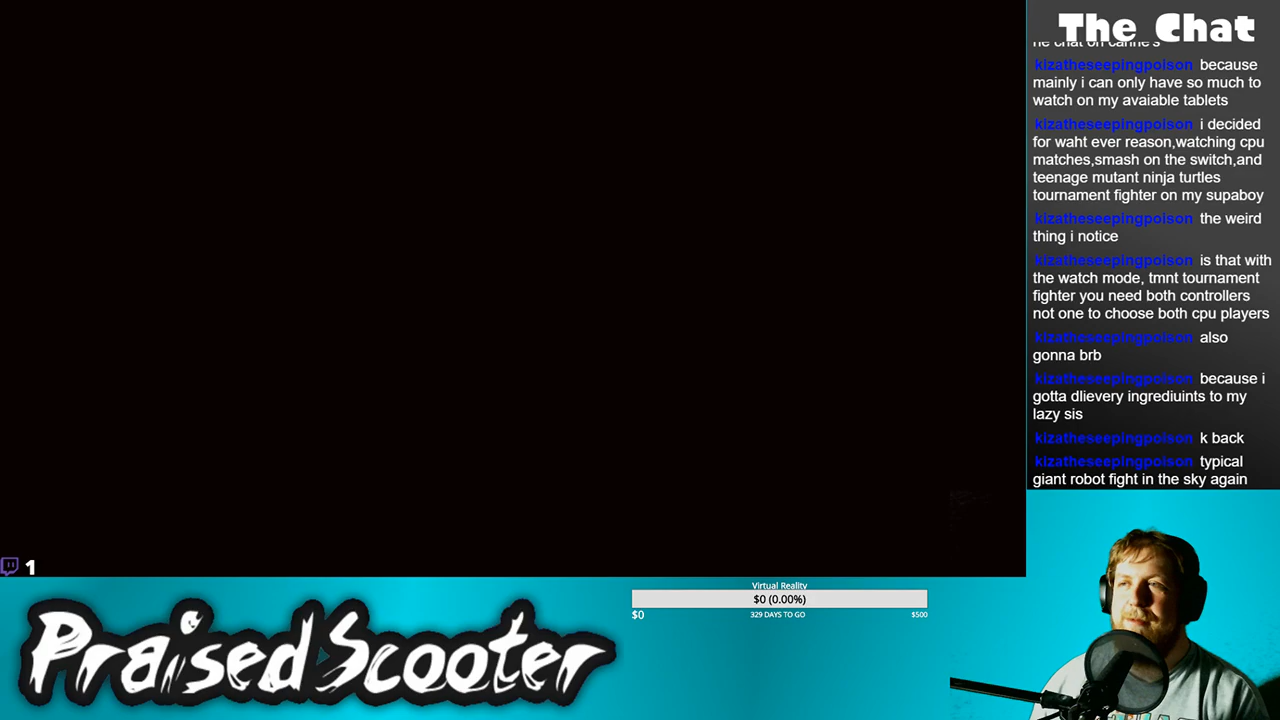 The Chat
he chat on carine's
kizatheseepingpoison because
mainly i can only have so much to
watch on my avaiable tablets
kizatheseepingpoison i decided
for waht ever reason,watching cpu
matches,smash on the switch,and
teenage mutant ninja turtles
tournament fighter on my supaboy
kizatheseepingpoison the weird
thing i notice
kizatheseepingpoison is that with
the watch mode, tmnt tournament
fighter you need both controllers
not one to choose both cpu players
kizatheseepingpoison also
gonna brb
kizatheseepingpoison because i
gotta dlievery ingrediuints to my
lazy sis
kizatheseepingpoison k back
kizatheseepingpoison typical
giant robot fight in the sky again
1
Virtual Reality
$0 (0.00%)
$0 329 DAYS TO GO $500
PraisedScooter